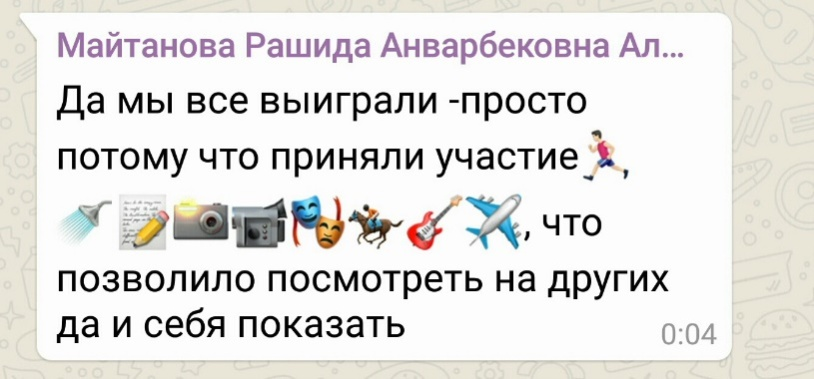 Майтанова Рашида Анварбековна Ал...
Да мы все выиграли -просто
потому что приняли участие🏃
🚿📝📸📹🎭🏇🎸✈️, что
позволило посмотреть на других
да и себя показать
0:04